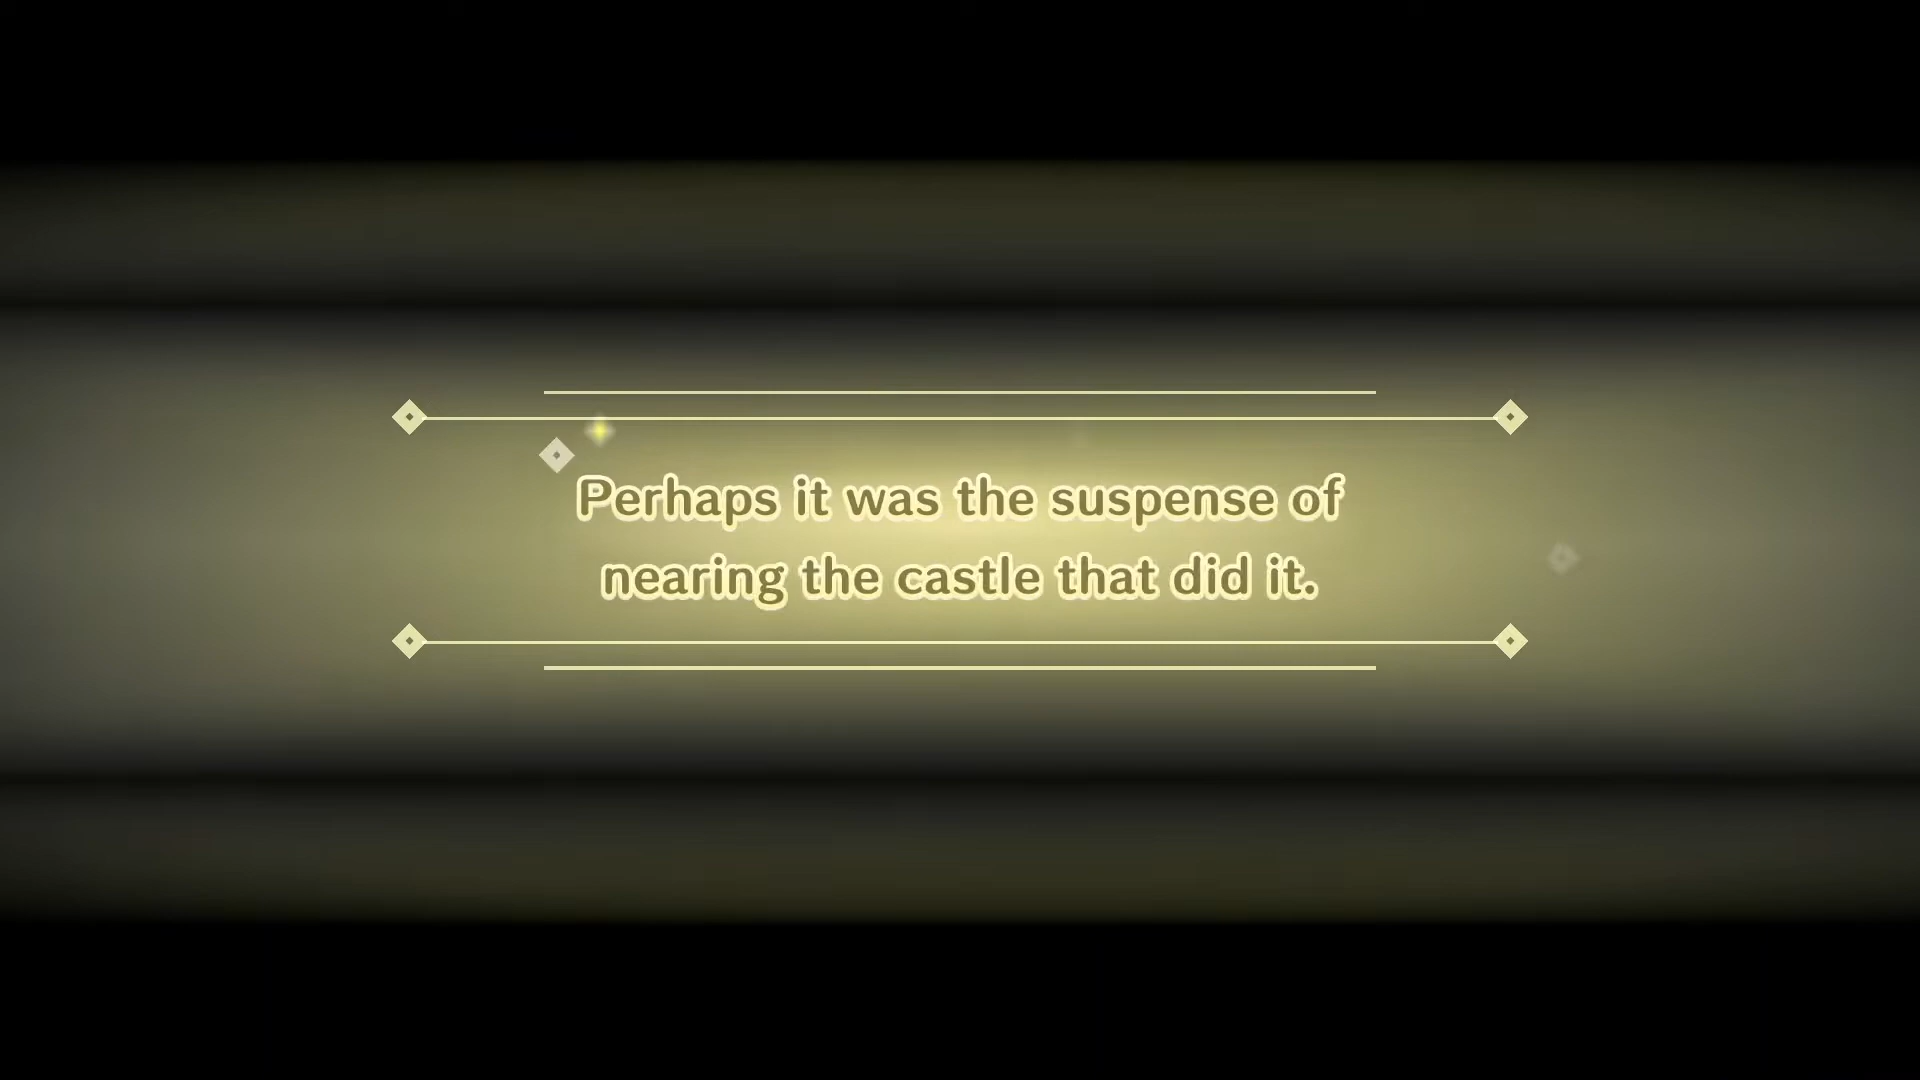 Perhaps it was the suspense of
nearing the castle that did it.